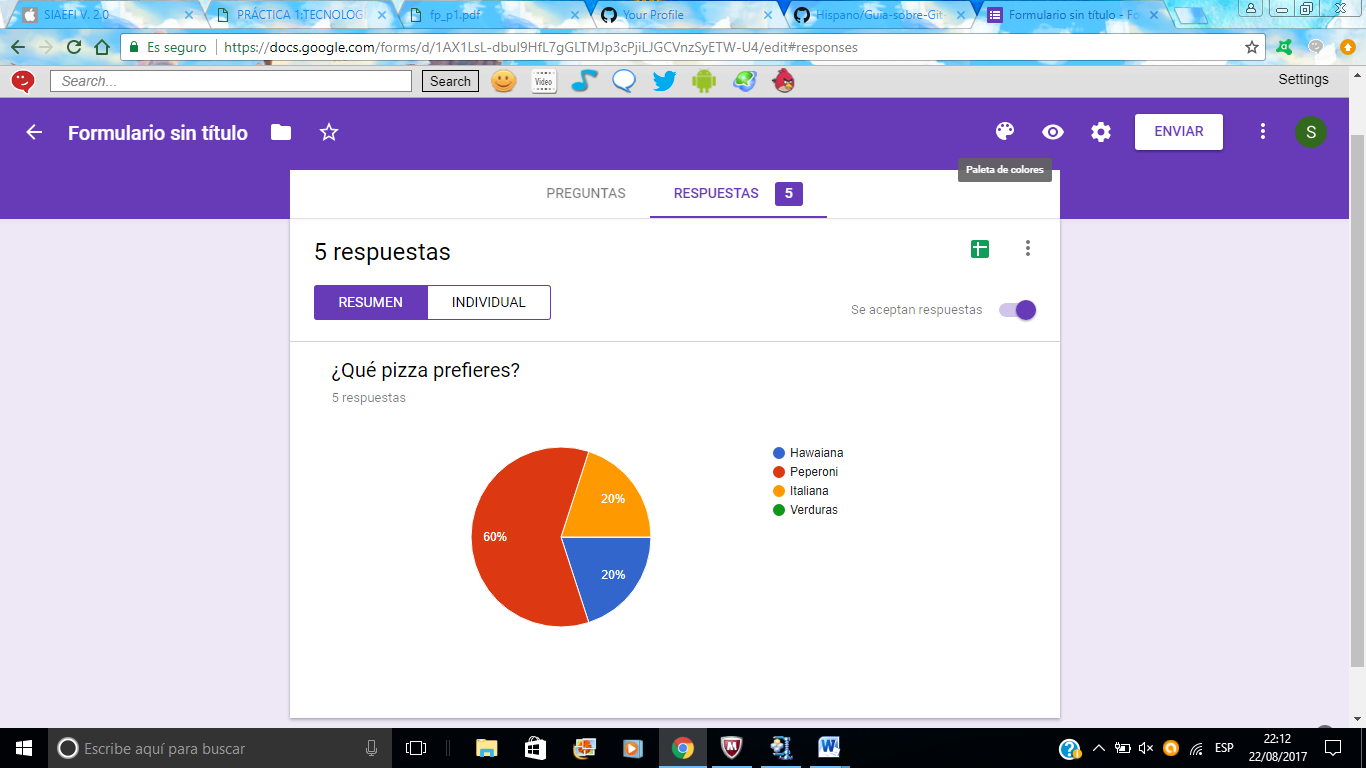 SIAEFI V. 2.0
PRÁCTICA 1:TECNOLOG
fp_p1.pdf
Your Profile
Hispano/Guia-sobre-Git-
Formulario sin título - Fo
Es seguro
https://docs.google.com/forms/d/1AX1LsL-dbul9HfL7gGLTMJp3cPjiLJGCVnzSyETW-U4/edit#responses
Search...
Search
Video
Settings
Formulario sin título
ENVIAR
S
Paleta de colores
PREGUNTAS
RESPUESTAS
5
5 respuestas
RESUMEN
INDIVIDUAL
Se aceptan respuestas
¿Qué pizza prefieres?
5 respuestas
Hawaiana
Peperoni
Italiana
Verduras
20%
60%
20%
Escribe aquí para buscar
ESP
22:12
22/08/2017